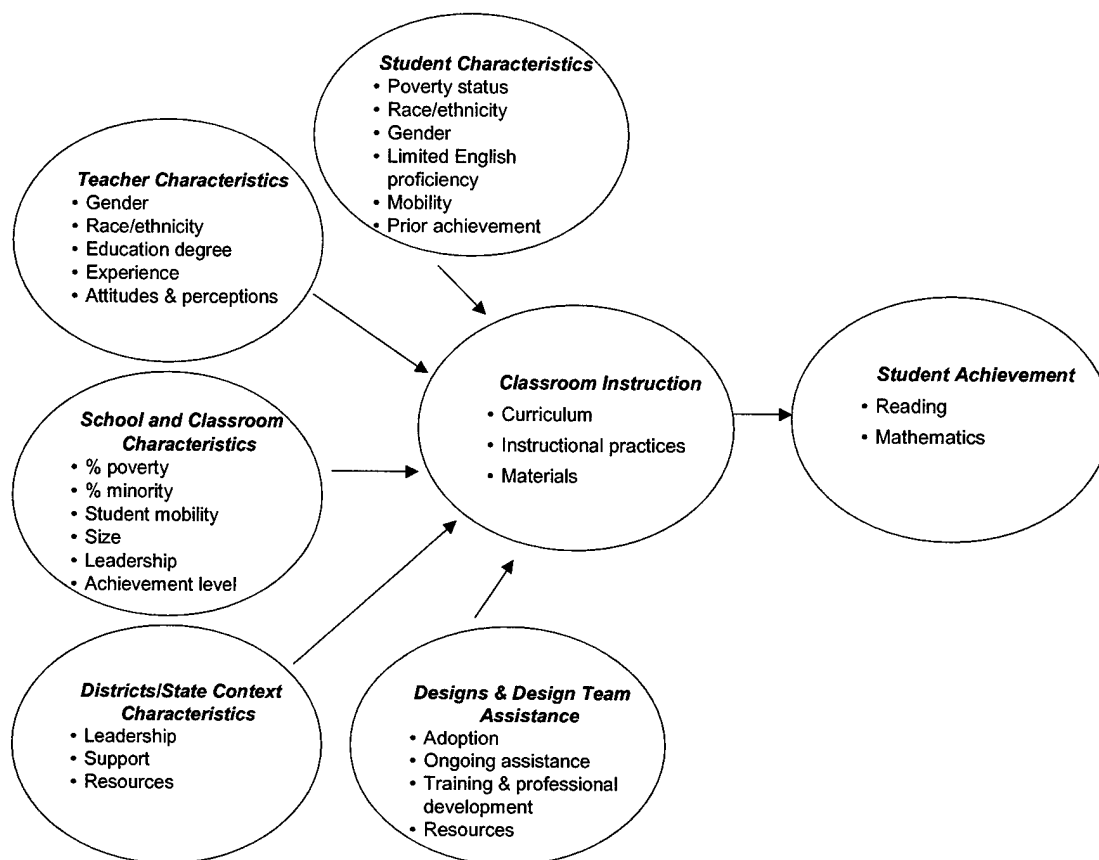 Student Characteristics
• Poverty status
• Race/ethnicity
• Gender
• Limited English
proficiency
• Mobility
• Prior achievement
Teacher Characteristics
• Gender
• Race/ethnicity
• Education degree
• Experience
• Attitudes & perceptions
Classroom Instruction
• Curriculum
• Instructional practices
• Materials
Student Achievement
• Reading
• Mathematics
School and Classroom
Characteristics
• % poverty
• % minority
• Student mobility
• Size
• Leadership
• Achievement level
Districts/State Context
Characteristics
• Leadership
• Support
• Resources
Designs & Design Team
Assistance
• Adoption
• Ongoing assistance
• Training & professional
development
• Resources